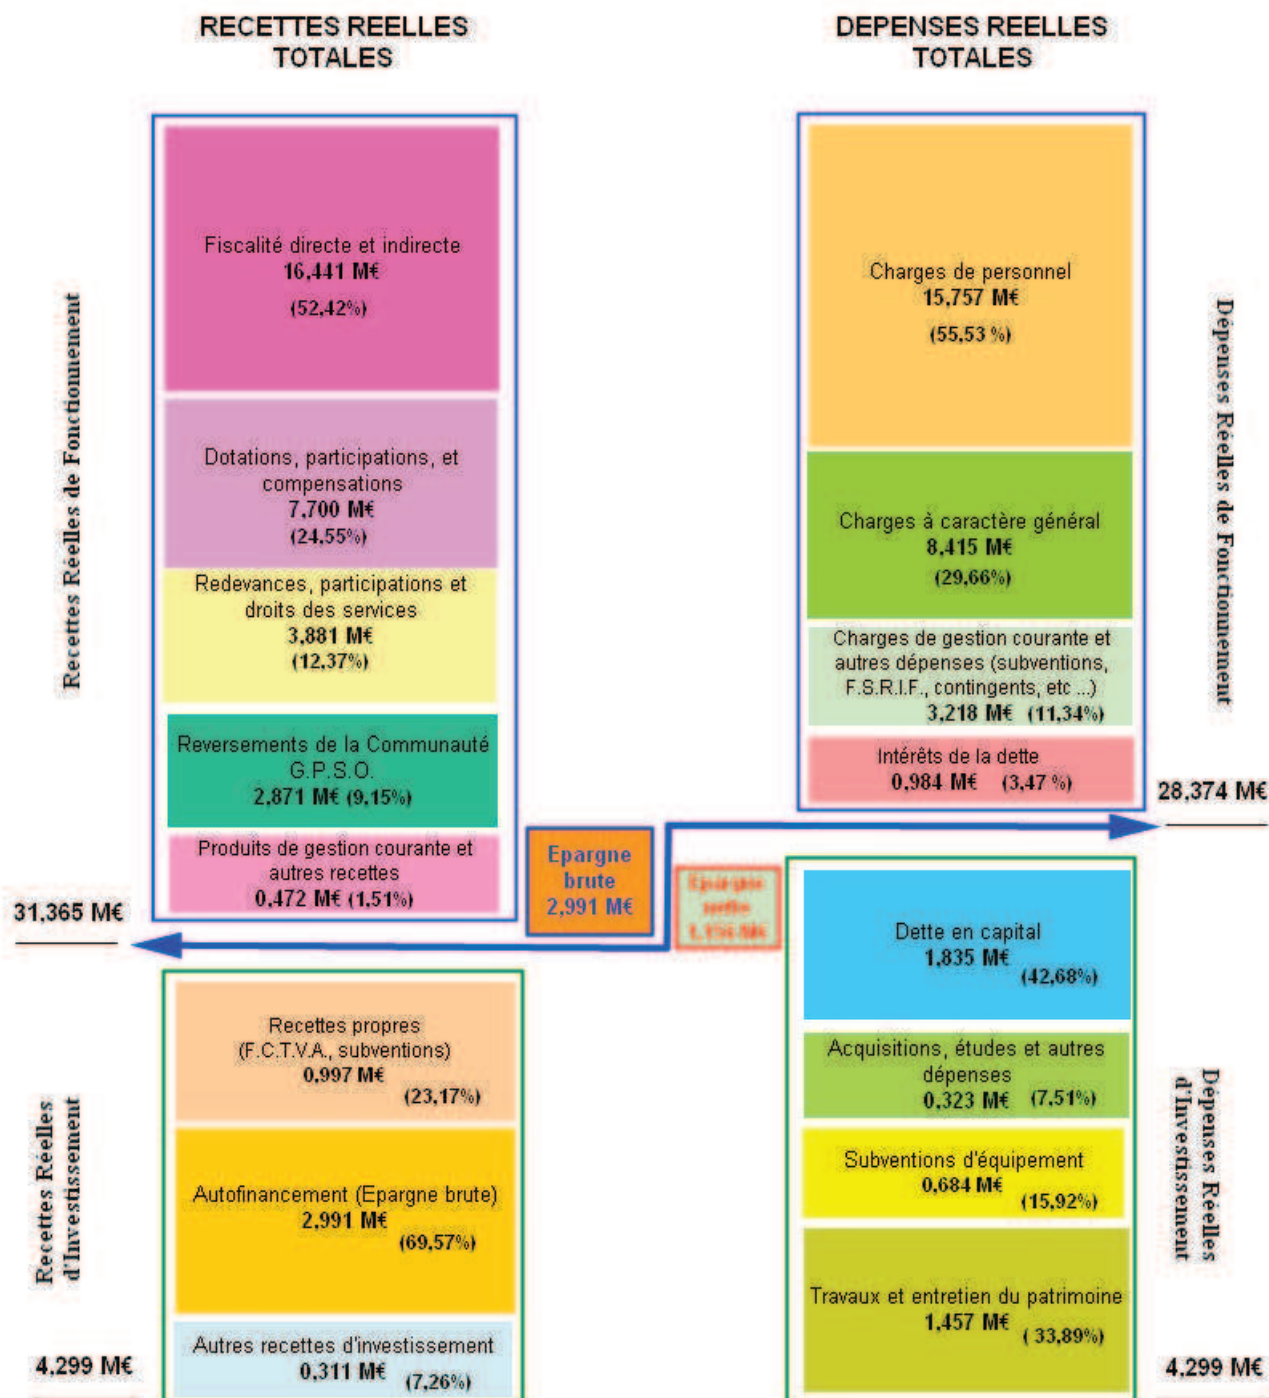 RECETTES REELLES
TOTALES
Recettes Réelles de Fonctionnement
Fiscalité directe et indirecte
16,441 M€
(52,42%)
Dotations, participations, et
compensations
7,700 M€
(24,55%)
Redevances, participations et
droits des services
3,881 M€
(12,37%)
Reversements de la Communauté
G.P.S.O.
2,871 M€ (9,15%)
Produits de gestion courante et
autres recettes
0,472 M€ (1,51%)
31,365 M€
Epargne
brute
2,991 M€
Epargne
nette
1,156 M€
DEPENSES REELLES
TOTALES
Charges de personnel
15,757 M€
(55,53 %)
Charges à caractère général
8,415 M€
(29,66%)
Charges de gestion courante et
autres dépenses (subventions,
F.S.R.I.F., contingents, etc ...)
3,218 M€ (11,34%)
Intérêts de la dette
0,984 M€ (3,47 %)
Dépenses Réelles de Fonctionnement
28,374 M€
Recettes Réelles
d'Investissement
Recettes propres
(F.C.T.V.A., subventions)
0,997 M€
(23,17%)
Autofinancement (Epargne brute)
2,991 M€
(69,57%)
Autres recettes d'investissement
0,311 M€
(7,26%)
4,299 M€
Dette en capital
1,835 M€
(42,68%)
Acquisitions, études et autres
dépenses
0,323 M€ (7,51%)
Subventions d'équipement
0,684 M€
(15,92%)
Travaux et entretien du patrimoine
1,457 M€
( 33,89%)
Dépenses Réelles
d'Investissement
4,299 M€